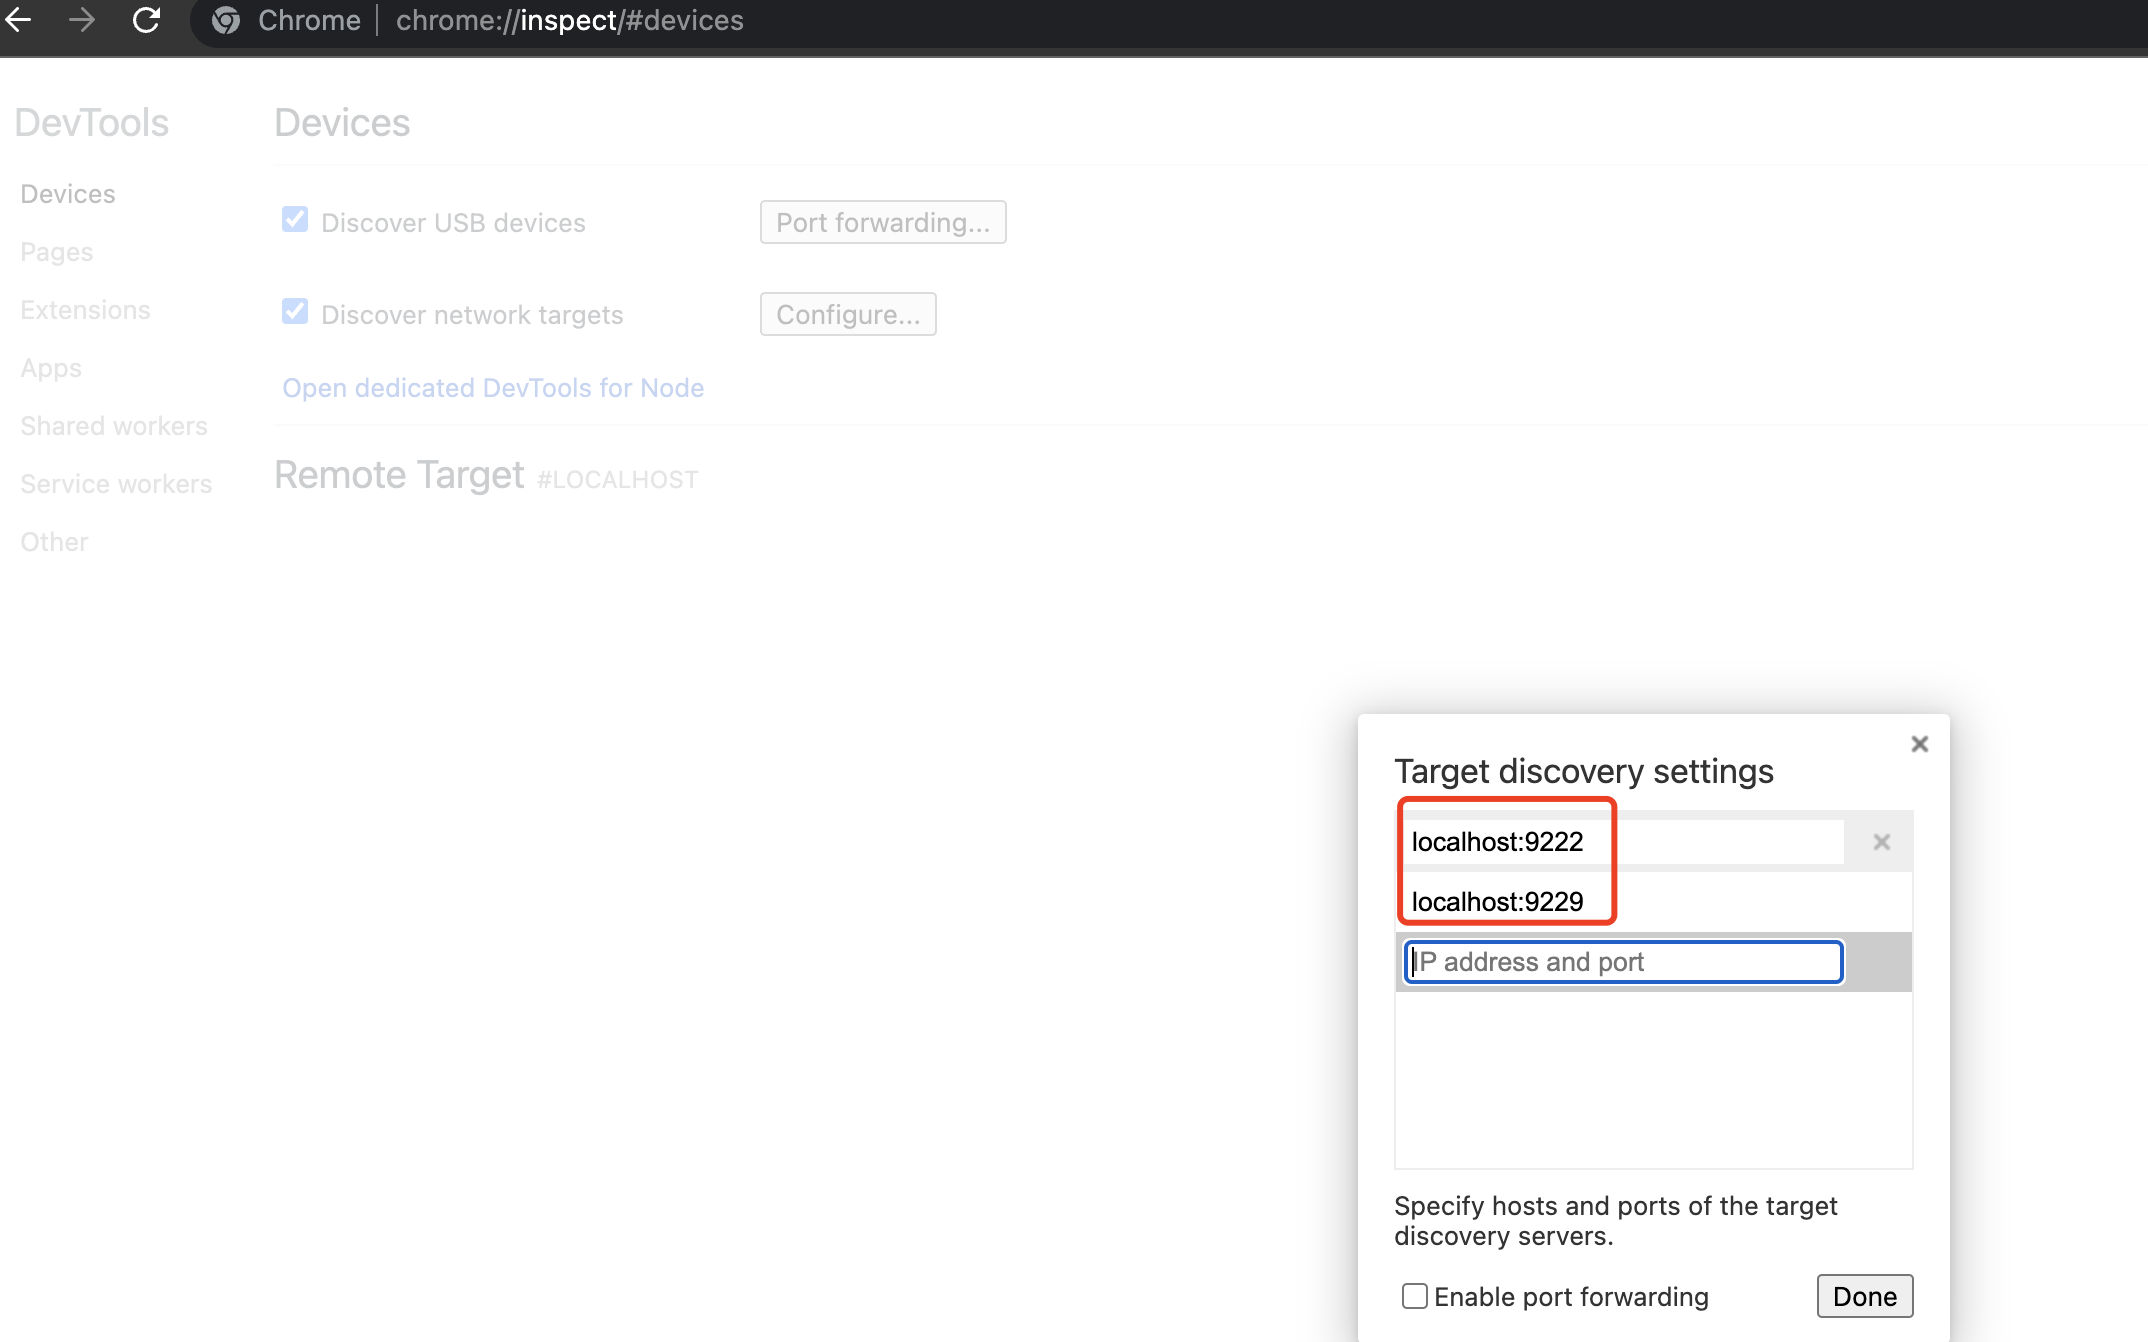 Chrome | chrome://inspect/#devices
DevTools
Devices
Pages
Extensions
Apps
Shared workers
Service workers
Other
Devices
Discover USB devices
Port forwarding...
Discover network targets
Configure...
Open dedicated DevTools for Node
Remote Target #LOCALHOST
Target discovery settings
localhost:9222
localhost:9229
IP address and port
Specify hosts and ports of the target
discovery servers.
Enable port forwarding
Done